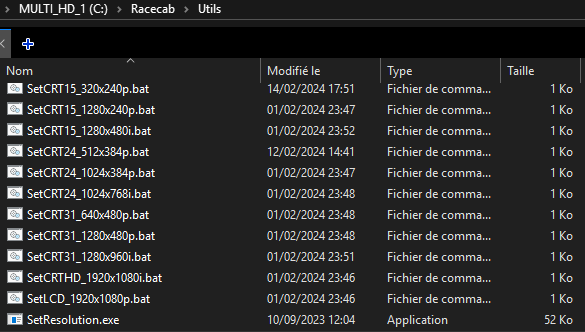 MULTI_HD_1 (C:) > Racecab > Utils
Nom Modifié le Type Taille
SetCRT15_320x240p.bat 14/02/2024 17:51 Fichier de comma... 1 Ko
SetCRT15_1280x240p.bat 01/02/2024 23:47 Fichier de comma... 1 Ko
SetCRT15_1280x480i.bat 01/02/2024 23:52 Fichier de comma... 1 Ko
SetCRT24_512x384p.bat 12/02/2024 14:41 Fichier de comma... 1 Ko
SetCRT24_1024x384p.bat 01/02/2024 23:47 Fichier de comma... 1 Ko
SetCRT24_1024x768i.bat 01/02/2024 23:48 Fichier de comma... 1 Ko
SetCRT31_640x480p.bat 01/02/2024 23:48 Fichier de comma... 1 Ko
SetCRT31_1280x480p.bat 01/02/2024 23:48 Fichier de comma... 1 Ko
SetCRT31_1280x960i.bat 01/02/2024 23:51 Fichier de comma... 1 Ko
SetCRTHD_1920x1080i.bat 01/02/2024 23:46 Fichier de comma... 1 Ko
SetLCD_1920x1080p.bat 01/02/2024 23:46 Fichier de comma... 1 Ko
SetResolution.exe 10/09/2023 12:04 Application 52 Ko